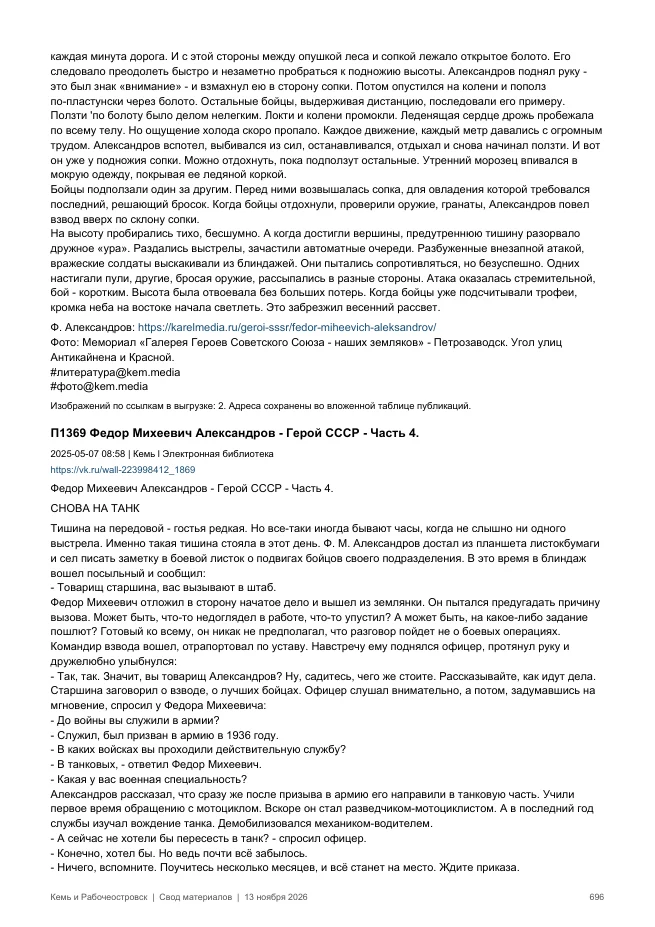 каждая минута дорога. И с этой стороны между опушкой леса и сопкой лежало открытое болото. Его
следовало преодолеть быстро и незаметно пробраться к подножию высоты. Александров поднял руку -
это был знак «внимание» - и взмахнул ею в сторону сопки. Потом опустился на колени и пополз
по-пластунски через болото. Остальные бойцы, выдерживая дистанцию, последовали его примеру.
Ползти 'по болоту было делом нелегким. Локти и колени промокли. Леденящая сердце дрожь пробежала
по всему телу. Но ощущение холода скоро пропало. Каждое движение, каждый метр давались с огромным
трудом. Александров вспотел, выбивался из сил, останавливался, отдыхал и снова начинал ползти. И вот
он уже у подножия сопки. Можно отдохнуть, пока подползут остальные. Утренний морозец впивался в
мокрую одежду, покрывая ее ледяной коркой.
Бойцы подползали один за другим. Перед ними возвышалась сопка, для овладения которой требовался
последний, решающий бросок. Когда бойцы отдохнули, проверили оружие, гранаты, Александров повел
взвод вверх по склону сопки.
На высоту пробирались тихо, бесшумно. А когда достигли вершины, предутреннюю тишину разорвало
дружное «ура». Раздались выстрелы, зачастили автоматные очереди. Разбуженные внезапной атакой,
вражеские солдаты выскакивали из блиндажей. Они пытались сопротивляться, но безуспешно. Одних
настигали пули, другие, бросая оружие, рассыпались в разные стороны. Атака оказалась стремительной,
бой - коротким. Высота была отвоевала без больших потерь. Когда бойцы уже подсчитывали трофеи,
кромка неба на востоке начала светлеть. Это забрезжил весенний рассвет.
Ф. Александров: https://karelmedia.ru/geroi-sssr/fedor-miheevich-aleksandrov/
Фото: Мемориал «Галерея Героев Советского Союза - наших земляков» - Петрозаводск. Угол улиц
Антикайнена и Красной.
#литература@kem.media
#фото@kem.media
Изображений по ссылкам в выгрузке: 2. Адреса сохранены во вложенной таблице публикаций.
П1369 Федор Михеевич Александров - Герой СССР - Часть 4.
2025-05-07 08:58 | Кемь I Электронная библиотека
https://vk.ru/wall-223998412_1869
Федор Михеевич Александров - Герой СССР - Часть 4.
СНОВА НА ТАНК
Тишина на передовой - гостья редкая. Но все-таки иногда бывают часы, когда не слышно ни одного
выстрела. Именно такая тишина стояла в этот день. Ф. М. Александров достал из планшета листокбумаги
и сел писать заметку в боевой листок о подвигах бойцов своего подразделения. В это время в блиндаж
вошел посыльный и сообщил:
- Товарищ старшина, вас вызывают в штаб.
Федор Михеевич отложил в сторону начатое дело и вышел из землянки. Он пытался предугадать причину
вызова. Может быть, что-то недоглядел в работе, что-то упустил? А может быть, на какое-либо задание
пошлют? Готовый ко всему, он никак не предполагал, что разговор пойдет не о боевых операциях.
Командир взвода вошел, отрапортовал по уставу. Навстречу ему поднялся офицер, протянул руку и
дружелюбно улыбнулся:
- Так, так. Значит, вы товарищ Александров? Ну, садитесь, чего же стоите. Рассказывайте, как идут дела.
Старшина заговорил о взводе, о лучших бойцах. Офицер слушал внимательно, а потом, задумавшись на
мгновение, спросил у Федора Михеевича:
- До войны вы служили в армии?
- Служил, был призван в армию в 1936 году.
- В каких войсках вы проходили действительную службу?
- В танковых, - ответил Федор Михеевич.
- Какая у вас военная специальность?
Александров рассказал, что сразу же после призыва в армию его направили в танковую часть. Учили
первое время обращению с мотоциклом. Вскоре он стал разведчиком-мотоциклистом. А в последний год
службы изучал вождение танка. Демобилизовался механиком-водителем.
- А сейчас не хотели бы пересесть в танк? - спросил офицер.
- Конечно, хотел бы. Но ведь почти всё забылось.
- Ничего, вспомните. Поучитесь несколько месяцев, и всё станет на место. Ждите приказа.
Кемь и Рабочеостровск | Свод материалов | 13 ноября 2026
696